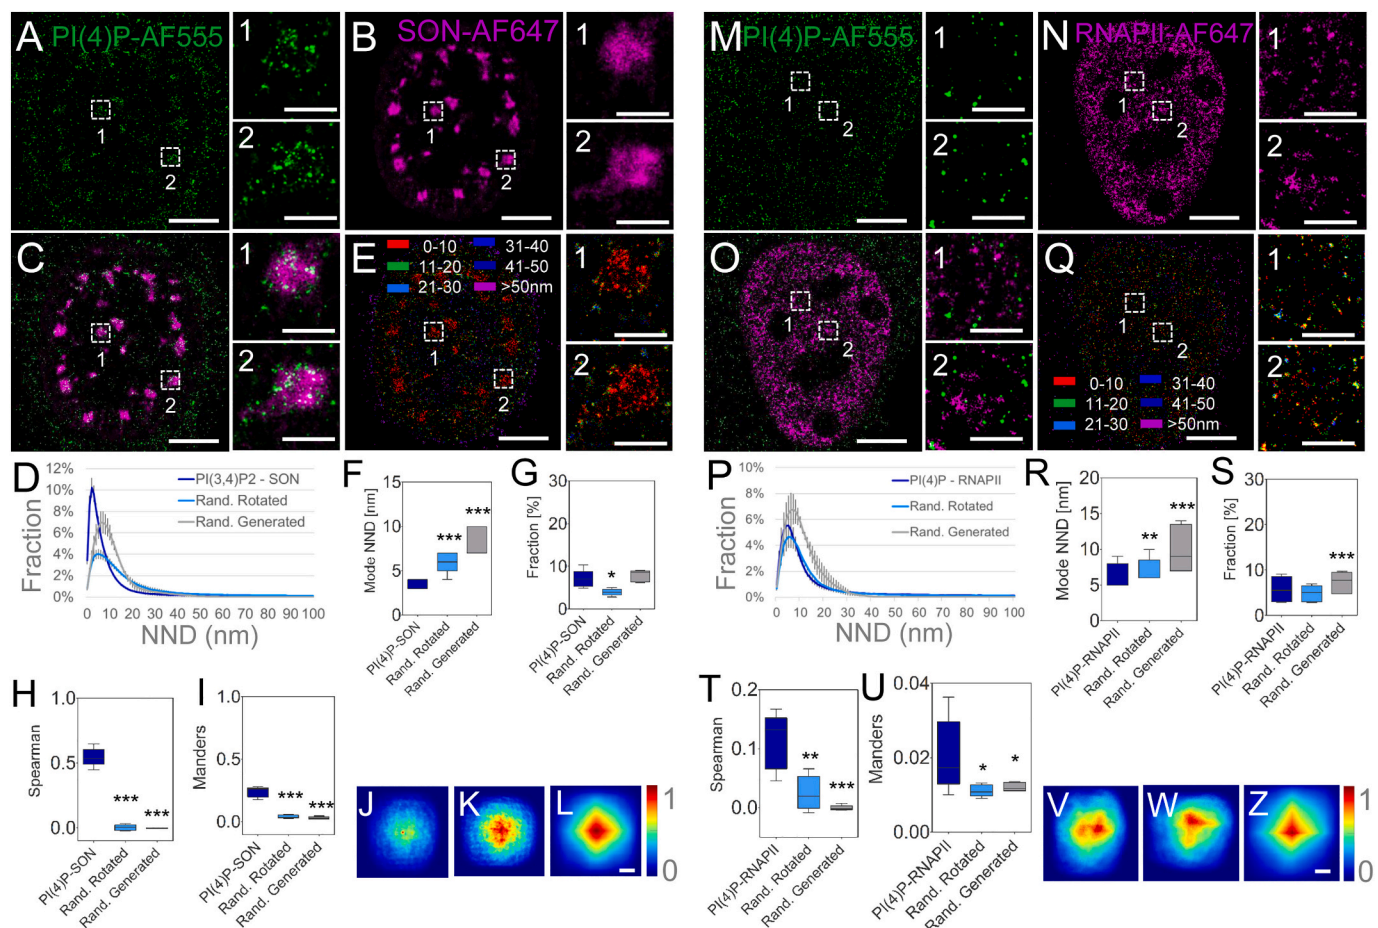 A PI(4)P-AF555
1
2
1
2
B SON-AF647
1
2
1
2
C
1
2
1
2
E
0-10 31-40
11-20 41-50
21-30 >50nm
1
2
1
2
M PI(4)P-AF555
1
2
1
2
N RNAPII-AF647
1
2
1
2
O
1
2
1
2
Q
1
2
0-10 31-40
11-20 41-50
21-30 >50nm
1
2
D
Fraction
12%
10%
8%
6%
4%
2%
0%
PI(3,4)P2 - SON
Rand. Rotated
Rand. Generated
0 10 20 30 40 50 60 70 80 90 100
NND (nm)
F
Mode NND [nm]
15
10
5
0
***
***
PI(4)P-SON
Rand. Rotated
Rand. Generated
G
Fraction [%]
30
20
10
0
*
PI(4)P-SON
Rand. Rotated
Rand. Generated
P
Fraction
10%
8%
6%
4%
2%
0%
PI(4)P - RNAPII
Rand. Rotated
Rand. Generated
0 10 20 30 40 50 60 70 80 90 100
NND (nm)
R
Mode NND [nm]
20
15
10
5
0
**
***
PI(4)P-RNAPII
Rand. Rotated
Rand. Generated
S
Fraction [%]
30
20
10
0
***
PI(4)P-RNAPII
Rand. Rotated
Rand. Generated
H
Spearman
1.0
0.5
0.0
***
***
PI(4)P-SON
Rand. Rotated
Rand. Generated
I
Manders
1.0
0.5
0.0
***
***
PI(4)P-SON
Rand. Rotated
Rand. Generated
J
K
L
1
0
T
Spearman
0.2
0.1
0.0
**
***
PI(4)P-RNAPII
Rand. Rotated
Rand. Generated
U
Manders
0.04
0.02
0.00
*
*
PI(4)P-RNAPII
Rand. Rotated
Rand. Generated
V
W
Z
1
0